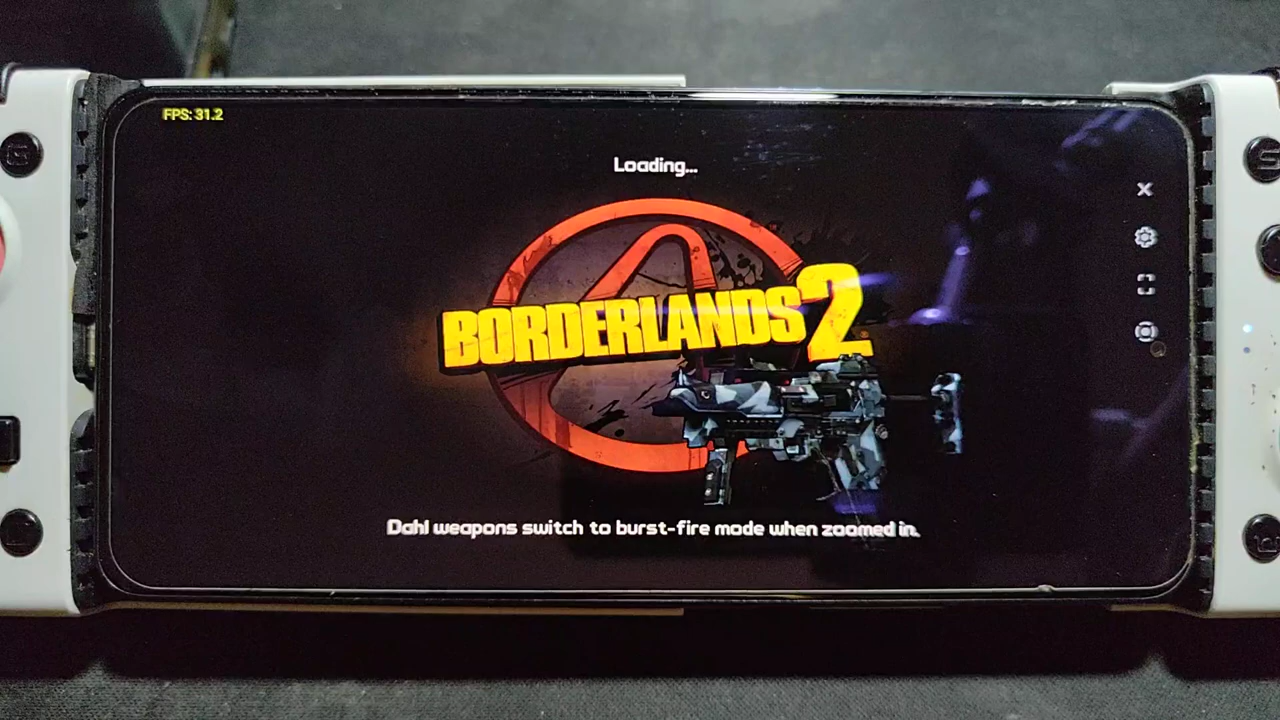 FPS: 31.2
Loading...
BORDERLANDS 2
Dahl weapons switch to burst-fire mode when zoomed in.